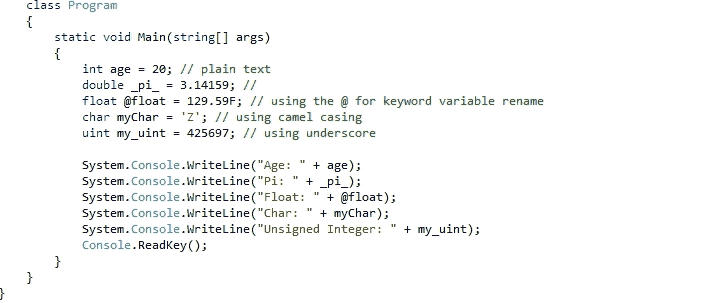 class Program
{
static void Main(string[] args)
{
int age = 20; // plain text
double _pi_ = 3.14159; //
float @float = 129.59F; // using the @ for keyword variable rename
char myChar = 'Z'; // using camel casing
uint my_uint = 425697; // using underscore
System.Console.WriteLine("Age: " + age);
System.Console.WriteLine("Pi: " + _pi_);
System.Console.WriteLine("Float: " + @float);
System.Console.WriteLine("Char: " + myChar);
System.Console.WriteLine("Unsigned Integer: " + my_uint);
Console.ReadKey();
}
}
}